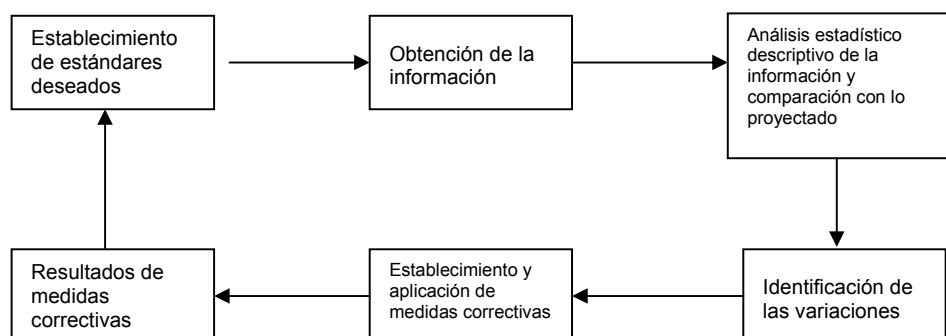 Establecimiento
de estándares
deseados
Obtención de la
información
Análisis estadístico
descriptivo de la
información y
comparación con lo
proyectado
Identificación de
las variaciones
Establecimiento y
aplicación de
medidas correctivas
Resultados de
medidas
correctivas